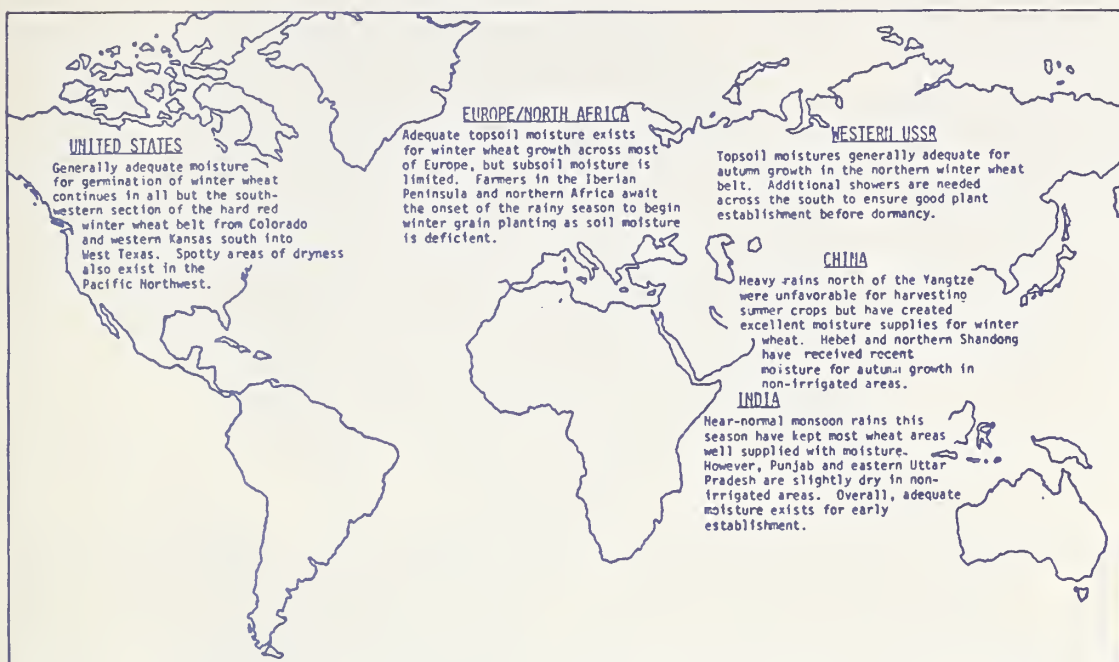 UNITED STATES
Generally adequate moisture
for germination of winter wheat
continues in all but the south-
western section of the hard red
winter wheat belt from Colorado
and western Kansas south into
West Texas. Spotty areas of dryness
also exist in the
Pacific Northwest.
EUROPE/NORTH AFRICA
Adequate topsoil moisture exists
for winter wheat growth across most
of Europe, but subsoil moisture is
limited. Farmers in the Iberian
Peninsula and northern Africa await
the onset of the rainy season to begin
winter grain planting as soil moisture
is deficient.
WESTERN USSR
Topsoil moistures generally adequate for
autumn growth in the northern winter wheat
belt. Additional showers are needed
across the south to ensure good plant
establishment before dormancy.
CHINA
Heavy rains north of the Yangtze
were unfavorable for harvesting
summer crops but have created
excellent moisture supplies for winter
wheat. Hebei and northern Shandong
have received recent
moisture for autumn growth in
non-irrigated areas.
INDIA
Near-normal monsoon rains this
season have kept most wheat areas
well supplied with moisture.
However, Punjab and eastern Uttar
Pradesh are slightly dry in non-
irrigated areas. Overall, adequate
moisture exists for early
establishment.